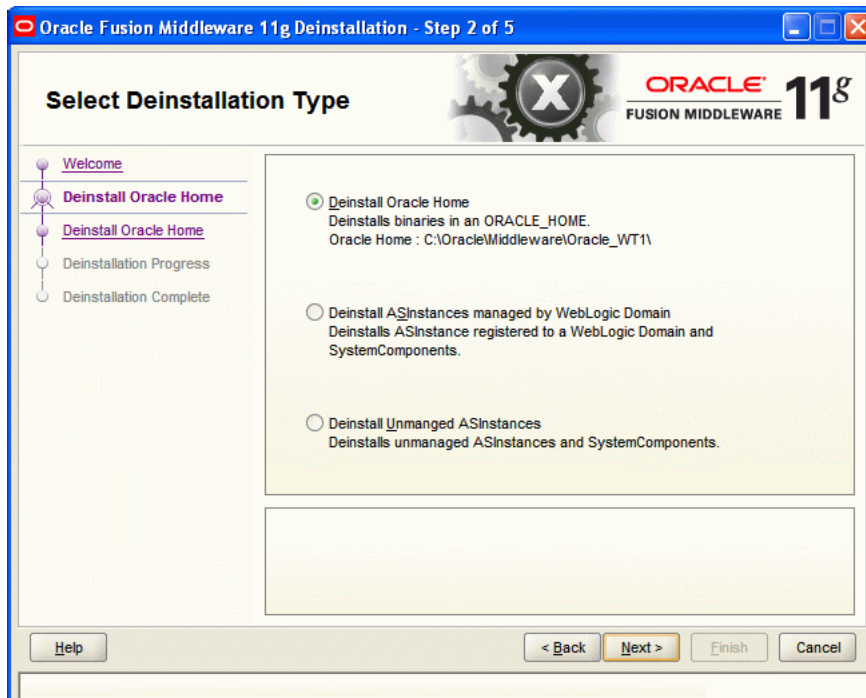 Oracle Fusion Middleware 11g Deinstallation - Step 2 of 5
Select Deinstallation Type
ORACLE
FUSION MIDDLEWARE
11g
Welcome
Deinstall Oracle Home
Deinstall Oracle Home
Deinstallation Progress
Deinstallation Complete
Deinstall Oracle Home
Deinstalls binaries in an ORACLE_HOME.
Oracle Home : C:\Oracle\Middleware\Oracle_WT1\
Deinstall ASInstances managed by WebLogic Domain
Deinstalls ASInstance registered to a WebLogic Domain and
SystemComponents.
Deinstall Unmanged ASInstances
Deinstalls unmanaged ASInstances and SystemComponents.
Help
< Back
Next >
Finish
Cancel